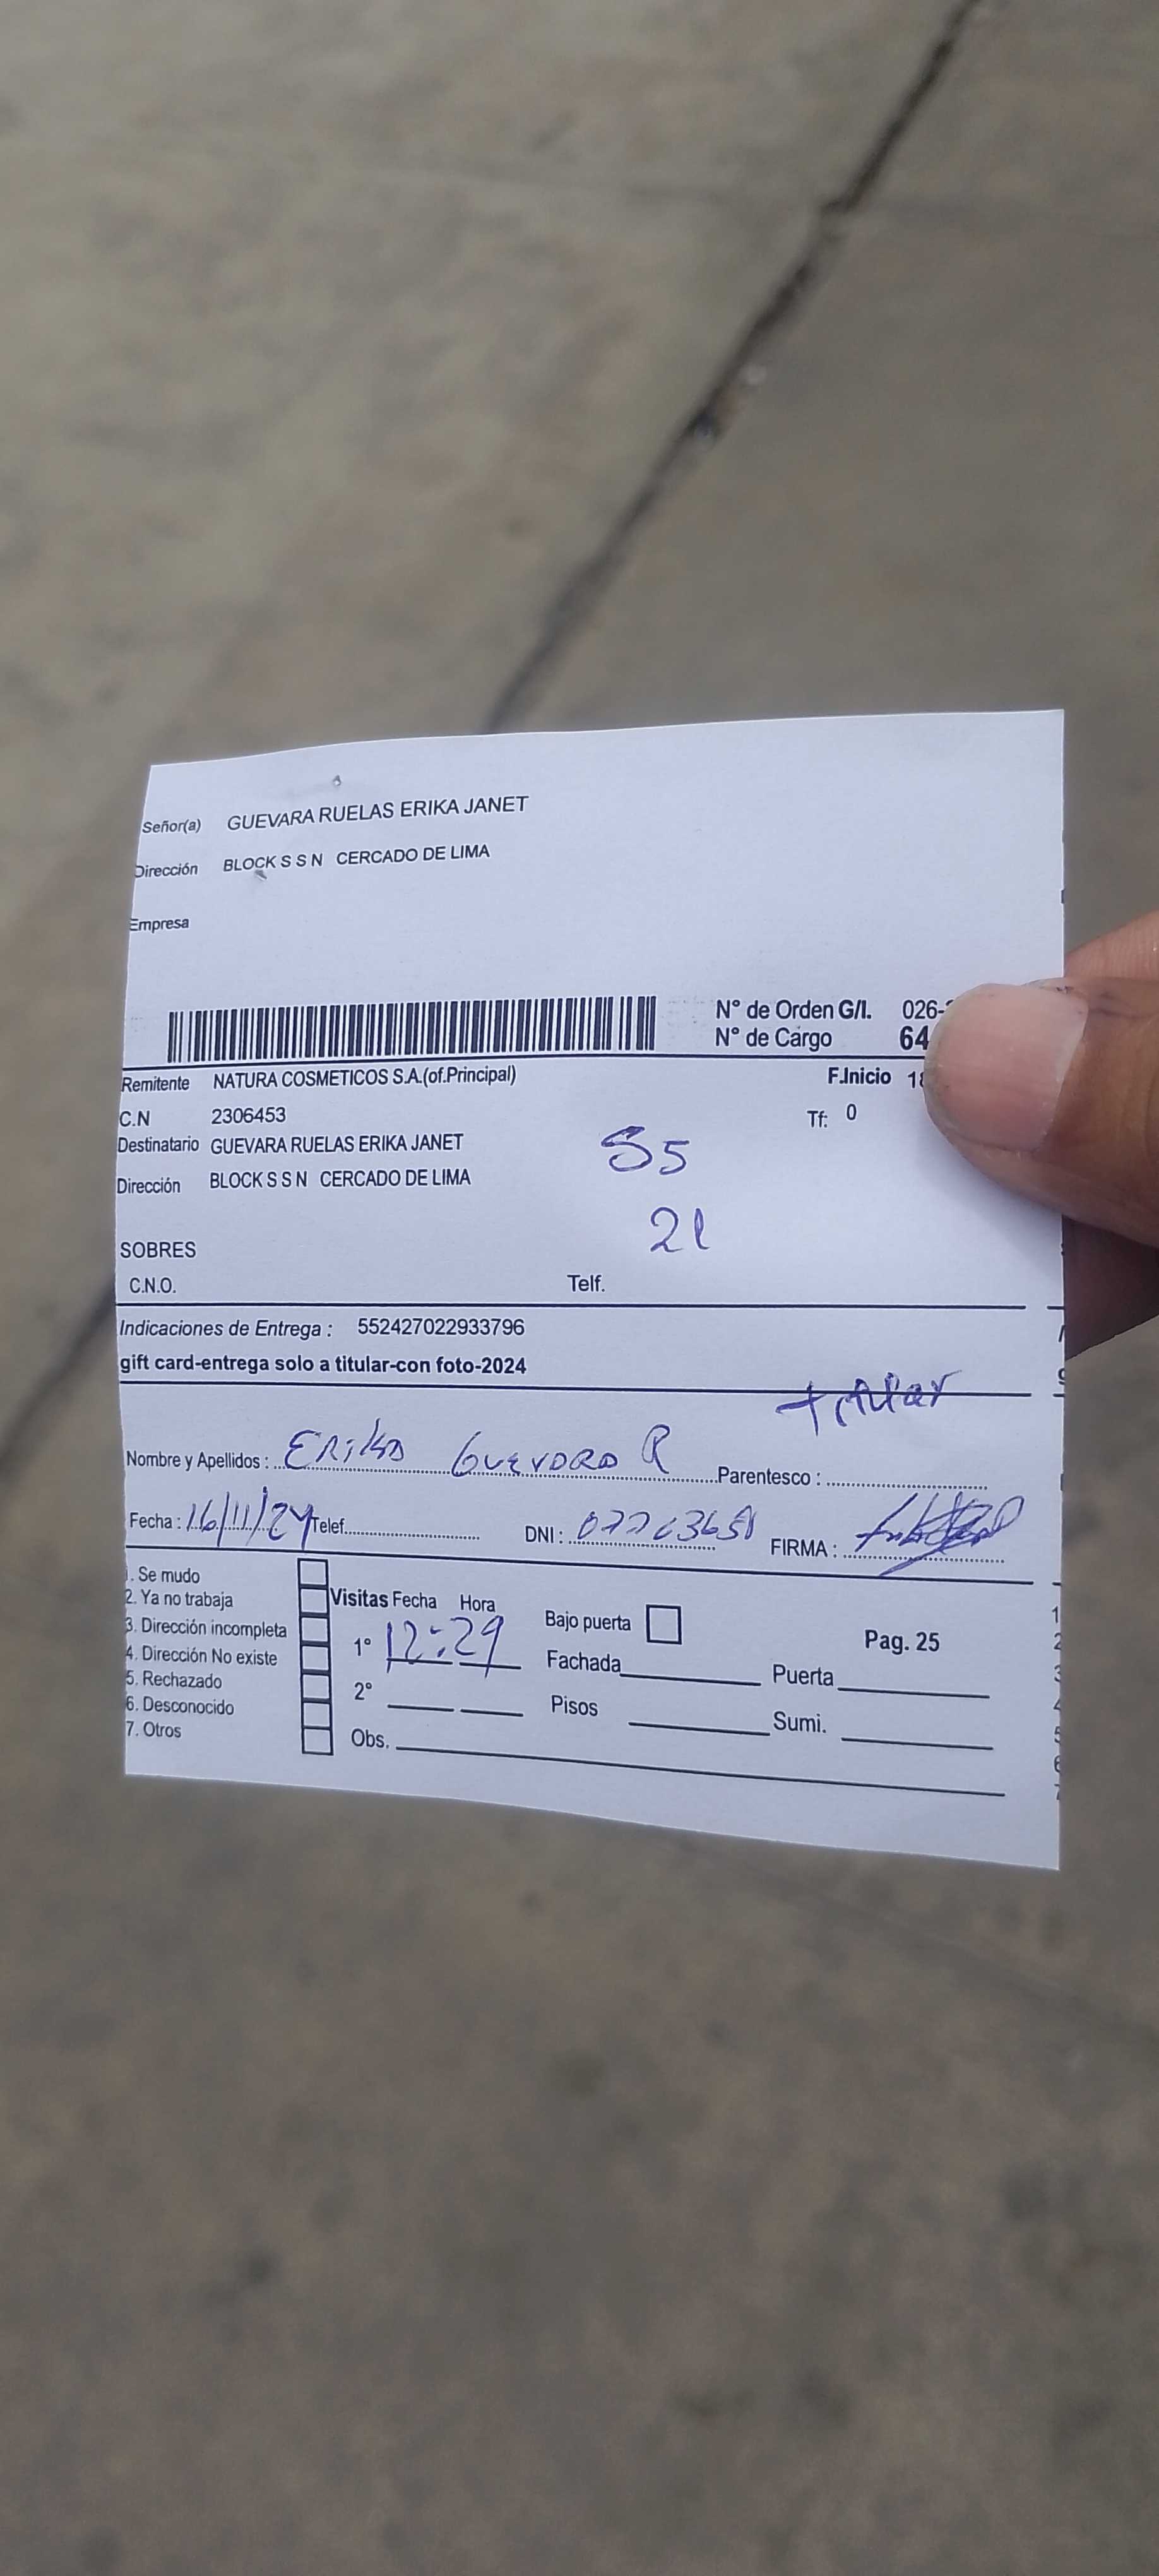 Señor(a) GUEVARA RUELAS ERIKA JANET
Dirección BLOCK S S N CERCADO DE LIMA
Empresa
N° de Orden G/I. 026-
N° de Cargo 64
Remitente NATURA COSMETICOS S.A.(of.Principal) F.Inicio 18
C.N 2306453 Tf: 0
Destinatario GUEVARA RUELAS ERIKA JANET S5
Dirección BLOCK S S N CERCADO DE LIMA
21
SOBRES
C.N.O. Telf.
Indicaciones de Entrega : 552427022933796
gift card-entrega solo a titular-con foto-2024
titular
Nombre y Apellidos : Erika Guevara R Parentesco :
Fecha : 16/11/24 Telef. DNI : FIRMA :
1. Se mudo
2. Ya no trabaja Visitas Fecha Hora
3. Dirección incompleta 1° 12:29 Bajo puerta
4. Dirección No existe Fachada Puerta Pag. 25
5. Rechazado 2° Pisos Sumi.
6. Desconocido
7. Otros Obs.